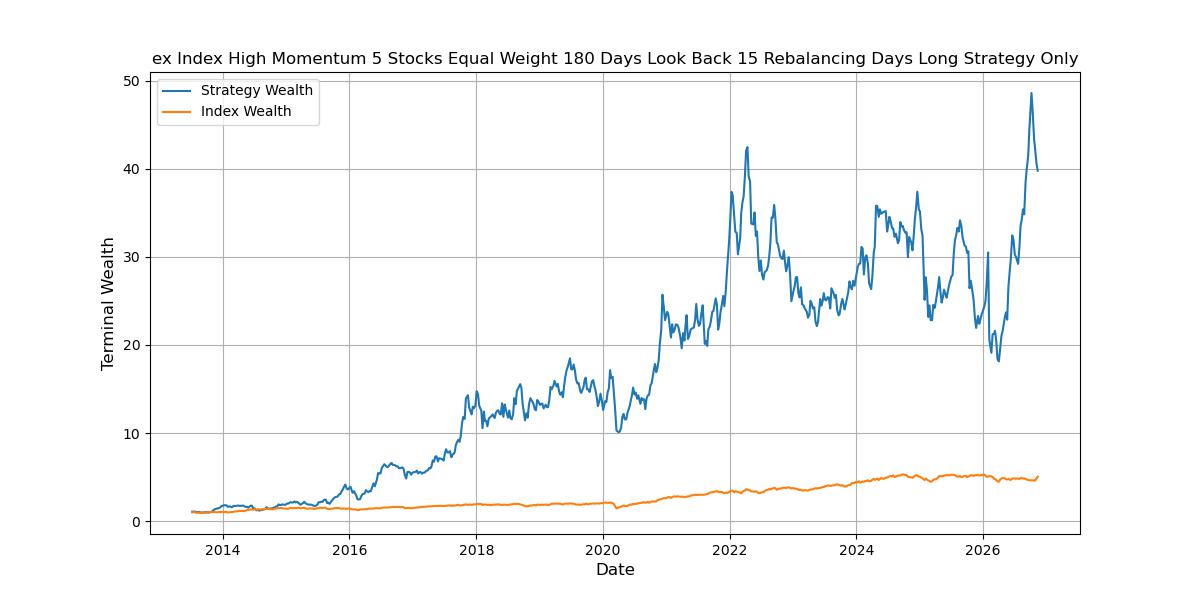 ex Index High Momentum 5 Stocks Equal Weight 180 Days Look Back 15 Rebalancing Days Long Strategy Only
Strategy Wealth
Index Wealth
50
40
30
20
10
0
Terminal Wealth
2014 2016 2018 2020 2022 2024 2026
Date